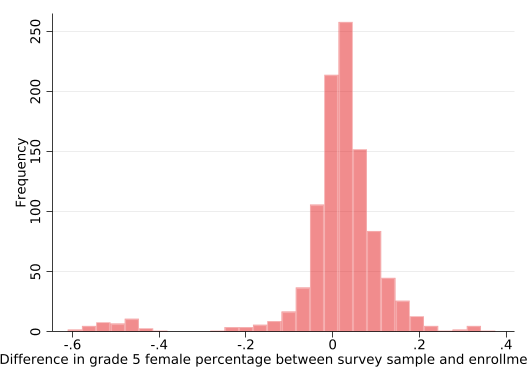 250
200
150
100
50
0
Frequency
-.6 -.4 -.2 0 .2 .4
Difference in grade 5 female percentage between survey sample and enrollme